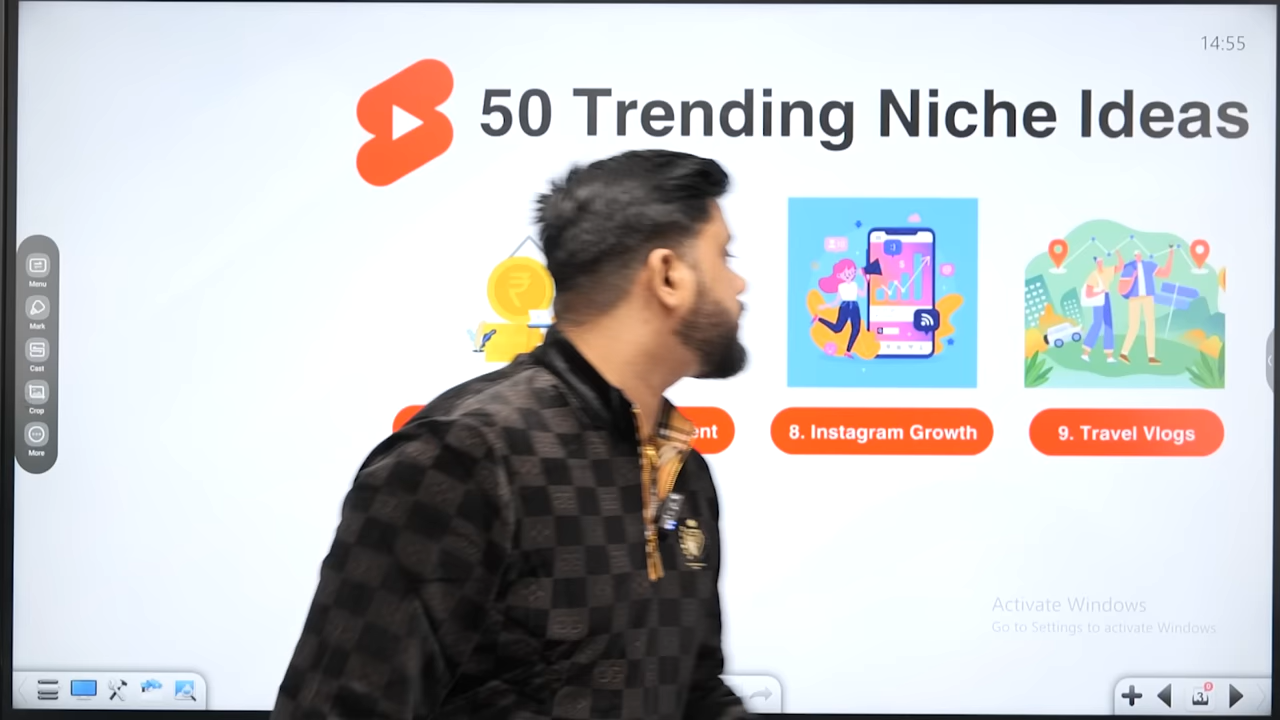 14:55
50 Trending Niche Ideas
8. Instagram Growth
9. Travel Vlogs
Menu
Mark
Cast
Crop
More
Activate Windows
Go to Settings to activate Windows
3